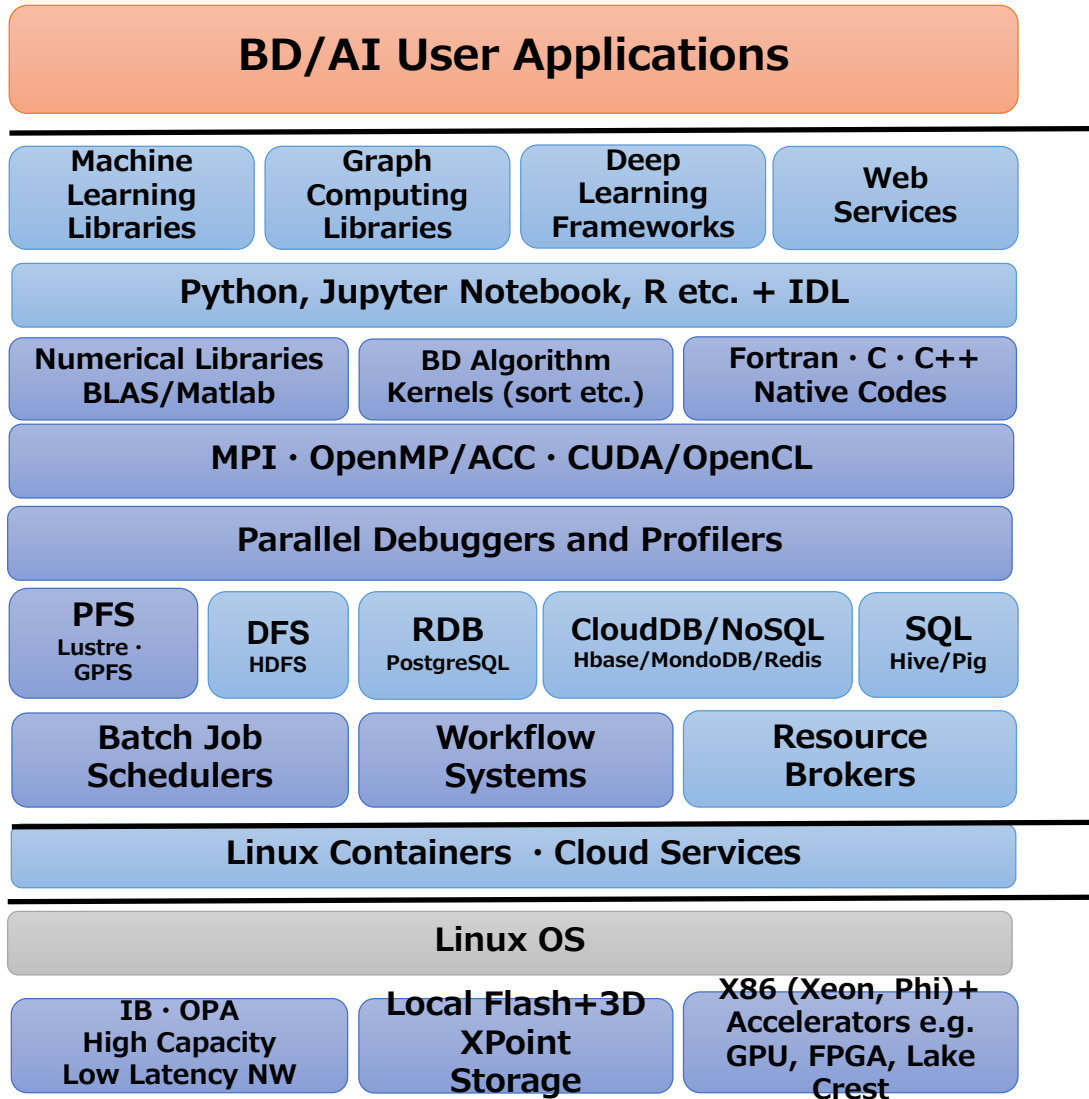 BD/AI User Applications
Machine
Learning
Libraries
Graph
Computing
Libraries
Deep
Learning
Frameworks
Web
Services
Python, Jupyter Notebook, R etc. + IDL
Numerical Libraries
BLAS/Matlab
BD Algorithm
Kernels (sort etc.)
Fortran・C・C++
Native Codes
MPI・OpenMP/ACC・CUDA/OpenCL
Parallel Debuggers and Profilers
PFS
Lustre・
GPFS
DFS
HDFS
RDB
PostgreSQL
CloudDB/NoSQL
Hbase/MondoDB/Redis
SQL
Hive/Pig
Batch Job
Schedulers
Workflow
Systems
Resource
Brokers
Linux Containers ・Cloud Services
Linux OS
IB・OPA
High Capacity
Low Latency NW
Local Flash+3D
XPoint
Storage
X86 (Xeon, Phi)+
Accelerators e.g.
GPU, FPGA, Lake
Crest